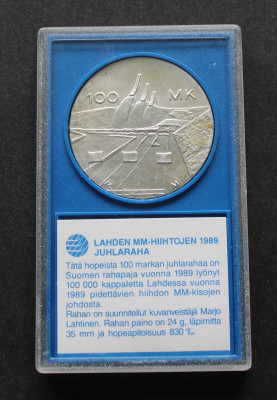 100 MK
LAHDEN MM-HIIHTOJEN 1989
JUHLARAHA
Tätä hopeista 100 markan juhlarahaa on
Suomen rahapaja vuonna 1989 lyönyt
100 000 kappaletta Lahdessa vuonna
1989 pidettävien hiihdon MM-kisojen
johdosta.
Rahan on suunnitellut kuvanveistäjä Marjo
Lahtinen. Rahan paino on 24 g, läpimitta
35 mm ja hopeapitoisuus 830 ‰